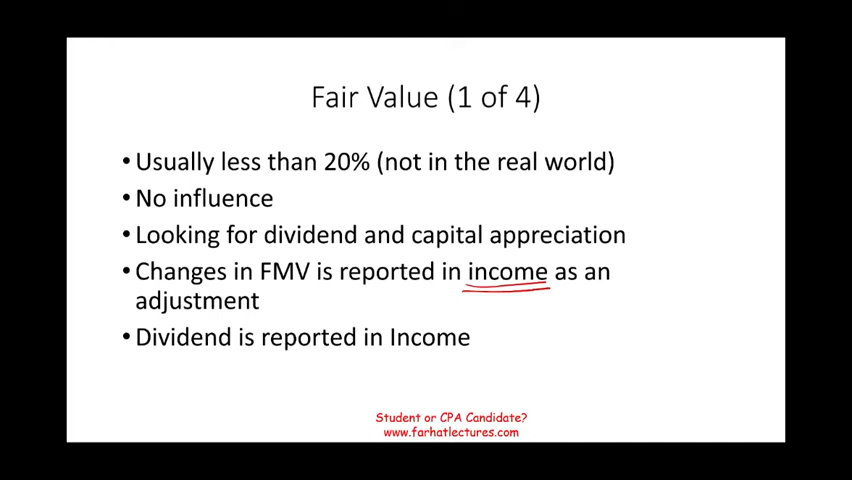 Fair Value (1 of 4)
• Usually less than 20% (not in the real world)
• No influence
• Looking for dividend and capital appreciation
• Changes in FMV is reported in income as an
adjustment
• Dividend is reported in Income
Student or CPA Candidate?
www.farhatlectures.com